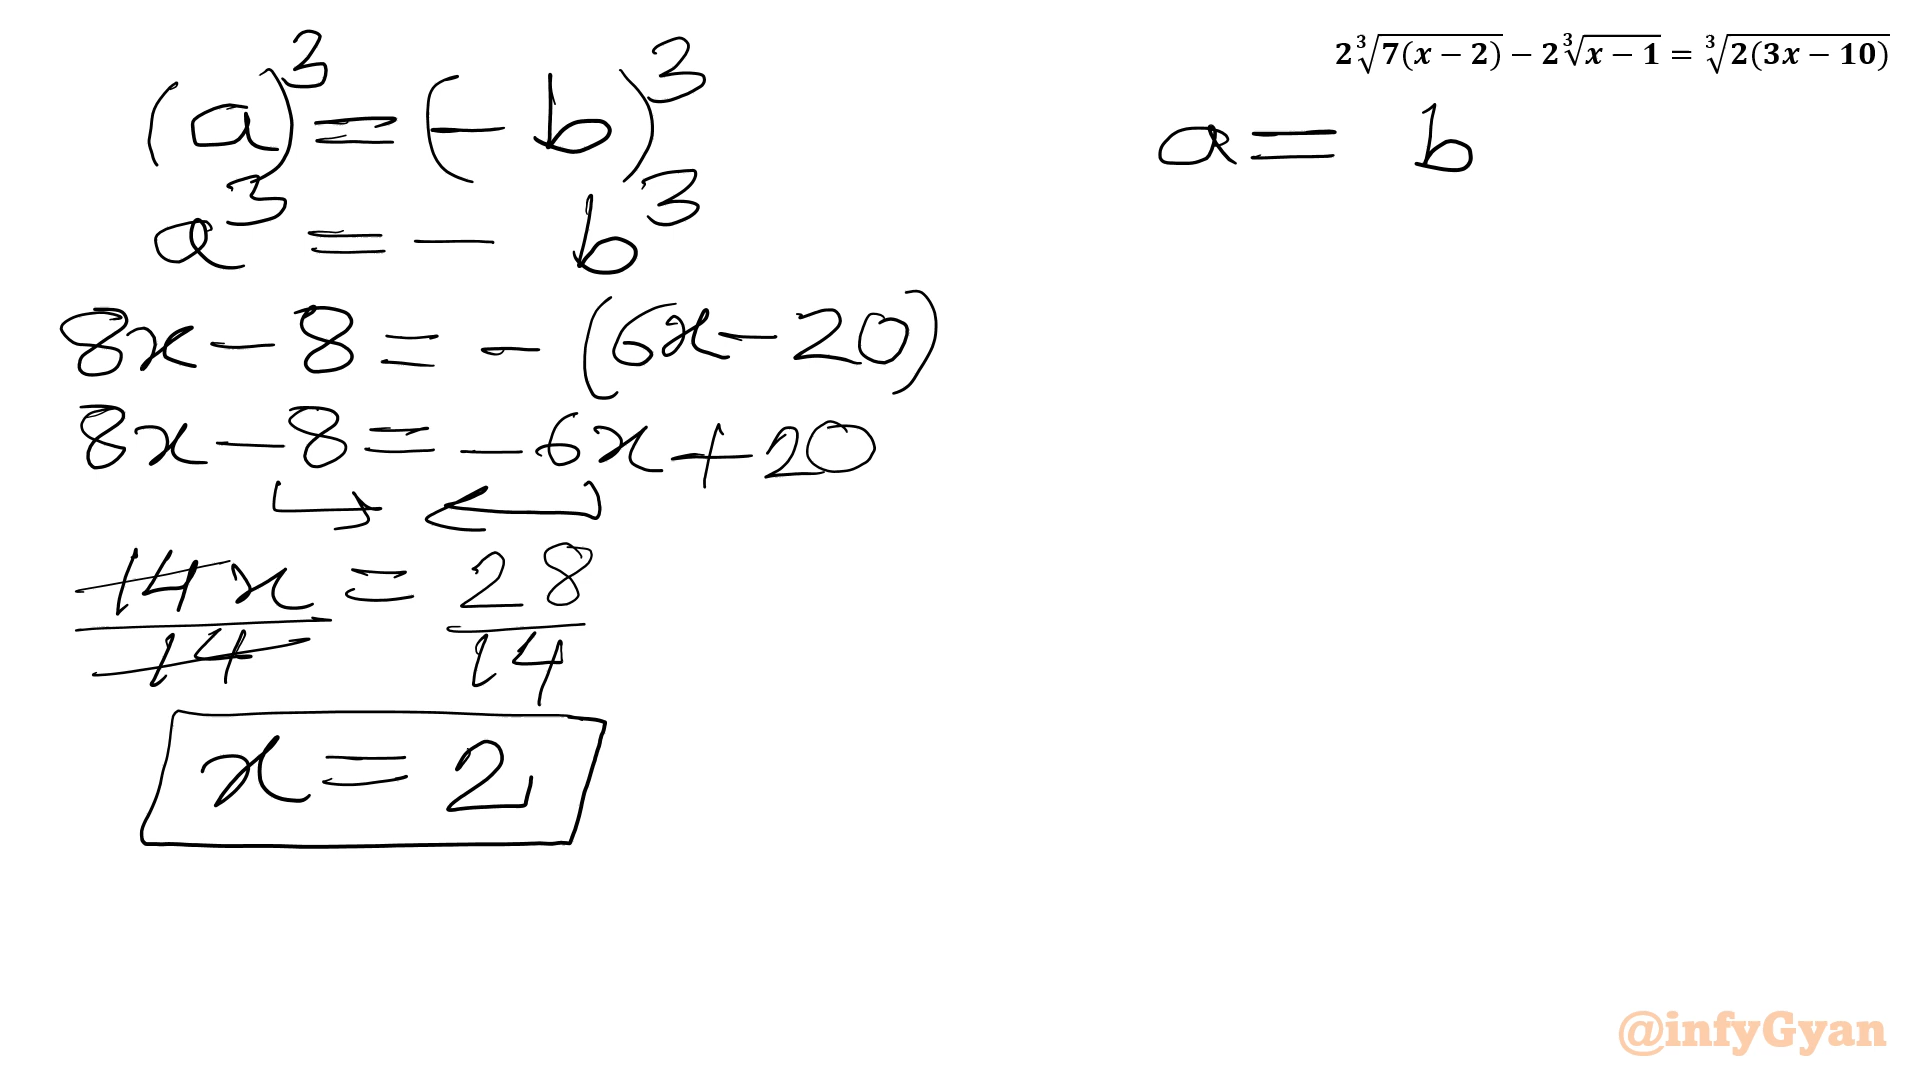 2∛(7(x − 2)) − 2∛(x − 1) = ∛(2(3x − 10))
(a)³ = (− b)³
a = b
a³ = − b³
8x − 8 = − (6x − 20)
8x − 8 = − 6x + 20
14x/14 = 28/14
x = 2
@infyGyan